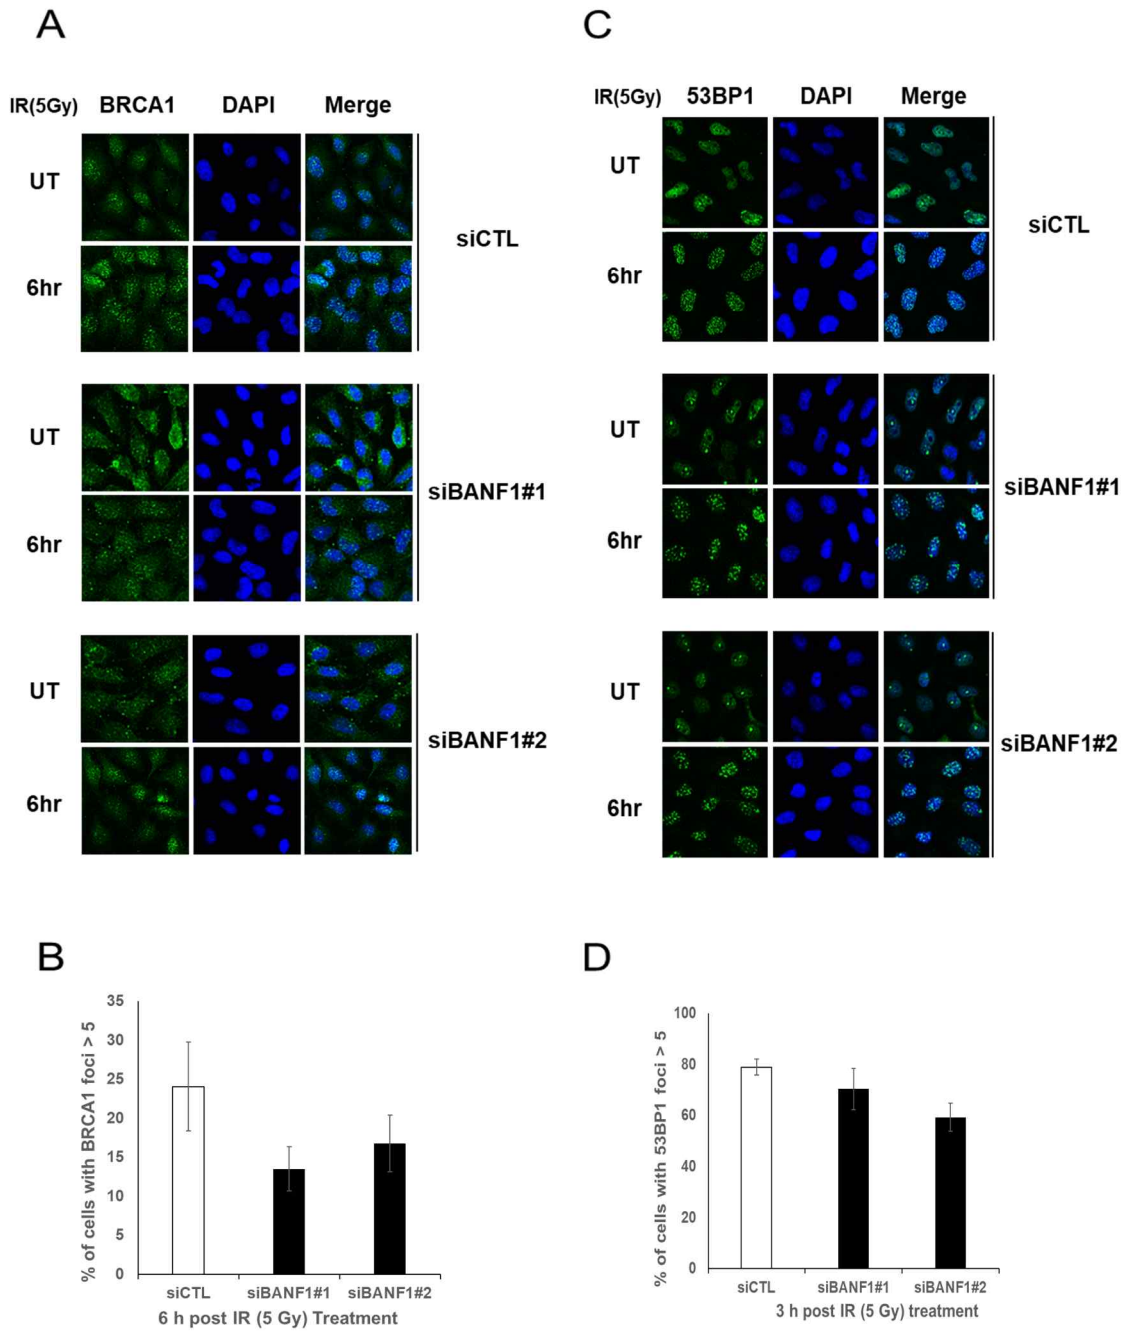 A
IR(5Gy) BRCA1 DAPI Merge
UT
siCTL
6hr
UT
siBANF1#1
6hr
UT
siBANF1#2
6hr
C
IR(5Gy) 53BP1 DAPI Merge
UT
siCTL
6hr
UT
siBANF1#1
6hr
UT
siBANF1#2
6hr
B
% of cells with BRCA1 foci > 5
35
30
25
20
15
10
5
0
siCTL siBANF1#1 siBANF1#2
6 h post IR (5 Gy) Treatment
D
% of cells with 53BP1 foci > 5
100
80
60
40
20
0
siCTL siBANF1#1 siBANF1#2
3 h post IR (5 Gy) treatment